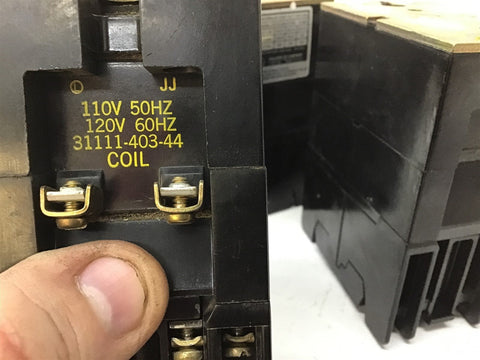 L JJ
110V 50HZ
120V 60HZ
31111-403-44
COIL